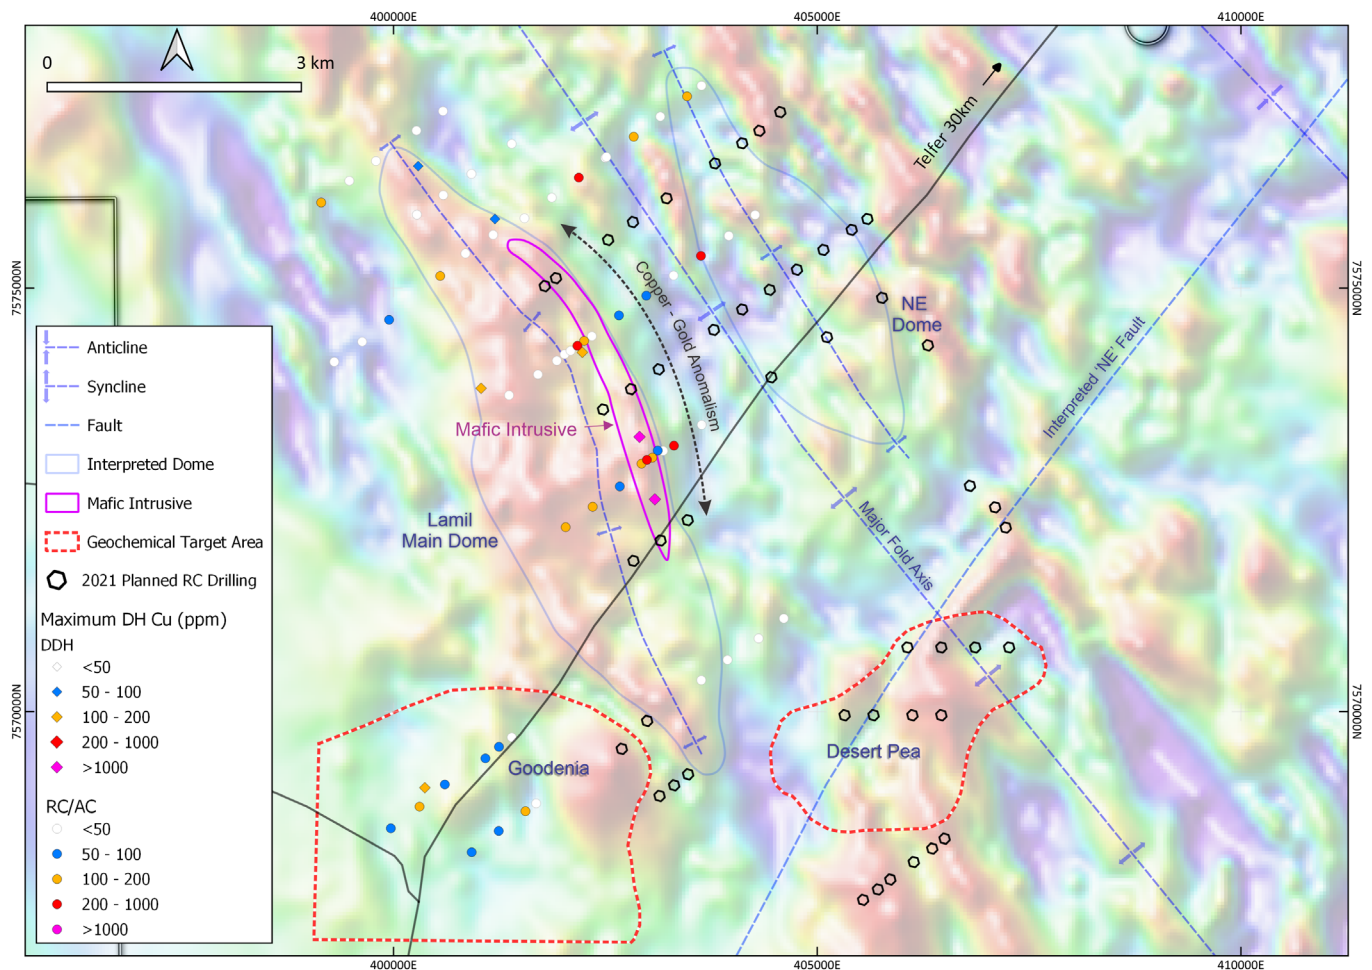 400000E
405000E
410000E
0
3 km
Telfer 30km
7575000N
7575000N
Copper - Gold Anomalism
NE
Dome
Interpreted 'NE' Fault
Anticline
Syncline
Fault
Interpreted Dome
Mafic Intrusive
Geochemical Target Area
2021 Planned RC Drilling
Maximum DH Cu (ppm)
DDH
<50
50 - 100
100 - 200
200 - 1000
>1000
RC/AC
<50
50 - 100
100 - 200
200 - 1000
>1000
Mafic Intrusive
Lamil
Main Dome
Major Fold Axis
7570000N
7570000N
Goodenia
Desert Pea
400000E
405000E
410000E